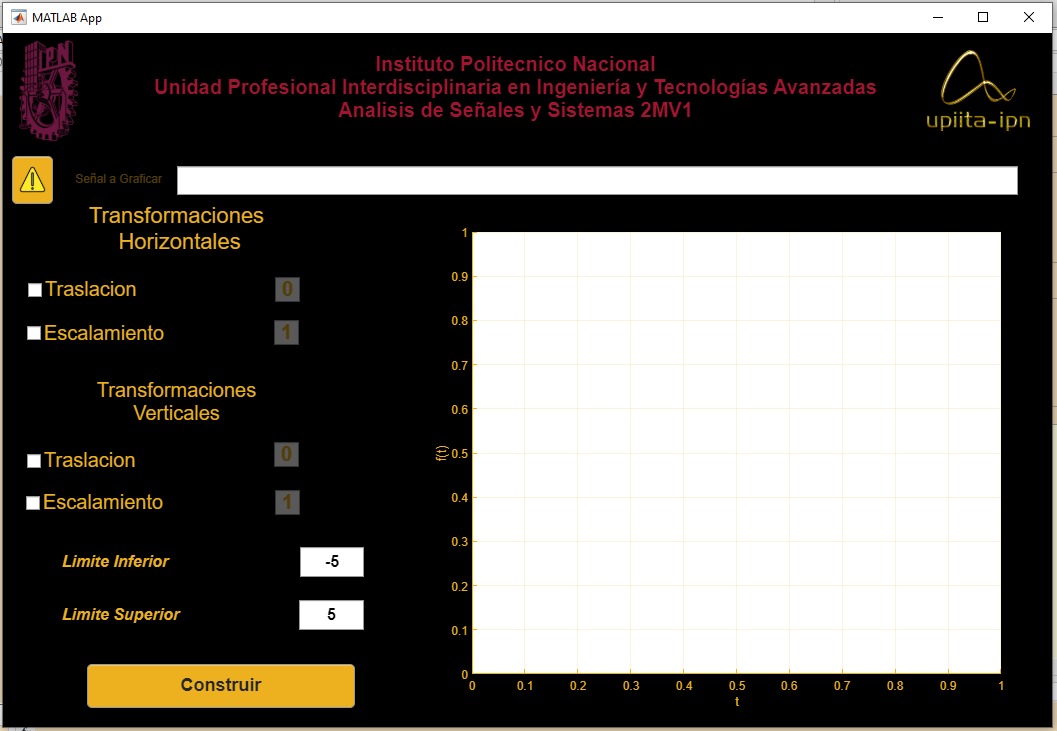 MATLAB App
IPN
Instituto Politecnico Nacional
Unidad Profesional Interdisciplinaria en Ingeniería y Tecnologías Avanzadas
Analisis de Señales y Sistemas 2MV1
upiita-ipn
Señal a Graficar
Transformaciones
Horizontales
Traslacion 0
Escalamiento 1
Transformaciones
Verticales
Traslacion 0
Escalamiento 1
Limite Inferior -5
Limite Superior 5
Construir
1
0.9
0.8
0.7
0.6
0.5
0.4
0.3
0.2
0.1
0
f(t)
0 0.1 0.2 0.3 0.4 0.5 0.6 0.7 0.8 0.9 1
t